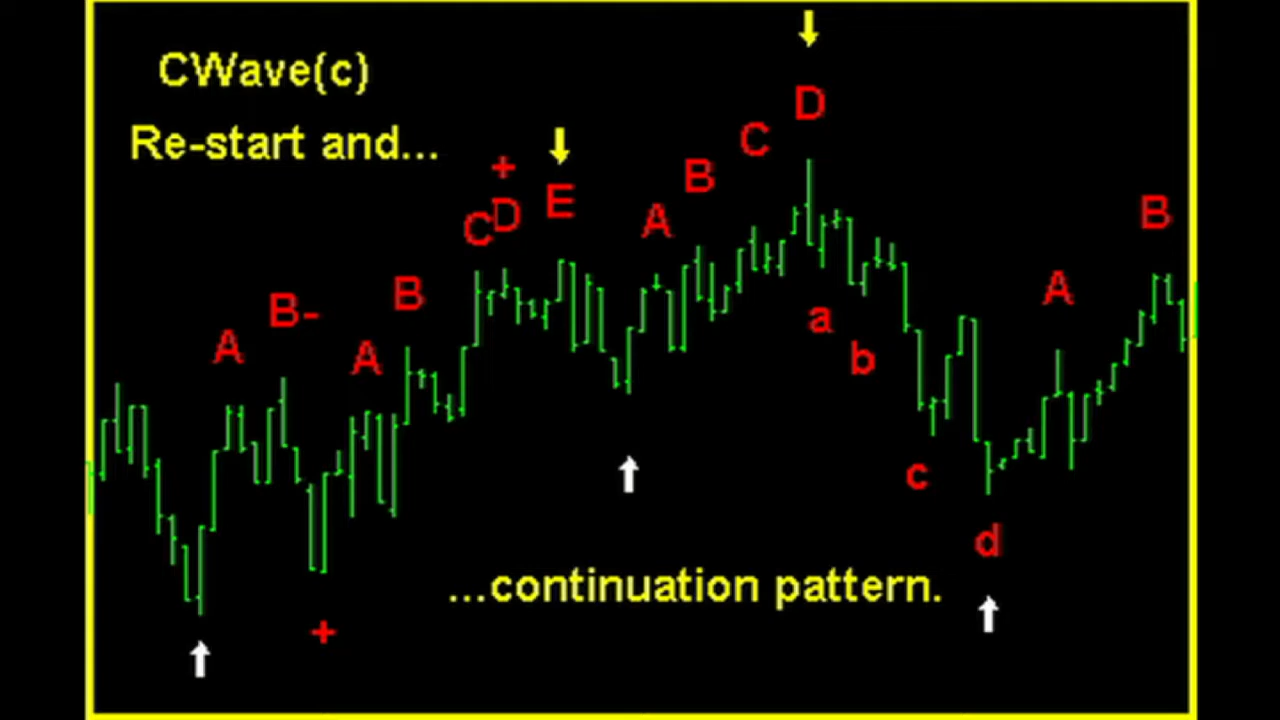 CWave(c)
Re-start and...
A
B-
+
A
B
C
D
+
E
A
B
C
D
a
b
c
d
A
B
...continuation pattern.